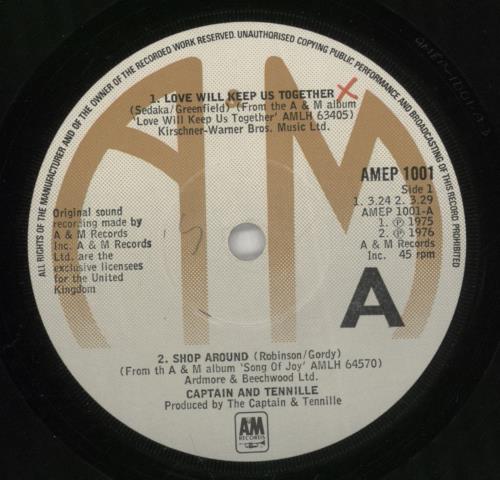 ALL RIGHTS OF THE MANUFACTURER AND OF THE OWNER OF THE RECORDED WORK RESERVED. UNAUTHORISED COPYING PUBLIC PERFORMANCE AND BROADCASTING OF THIS RECORD PROHIBITED
1. LOVE WILL KEEP US TOGETHER
(Sedaka/Greenfield) (From the A & M album
'Love Will Keep Us Together' AMLH 63405)
Kirschner-Warner Bros. Music Ltd.
AMEP 1001
Side 1
1. 3.24 2. 3.29
AMEP 1001-A
1. ℗ 1975
2. ℗ 1976
A & M Records
Inc. 45 rpm
A
Original sound
recording made by
A & M Records
Inc. A & M Records
Ltd. are the
exclusive licensees
for the United
Kingdom
2. SHOP AROUND (Robinson/Gordy)
(From th A & M album 'Song Of Joy' AMLH 64570)
Ardmore & Beechwood Ltd.
CAPTAIN AND TENNILLE
Produced by The Captain & Tennille
A&M
RECORDS